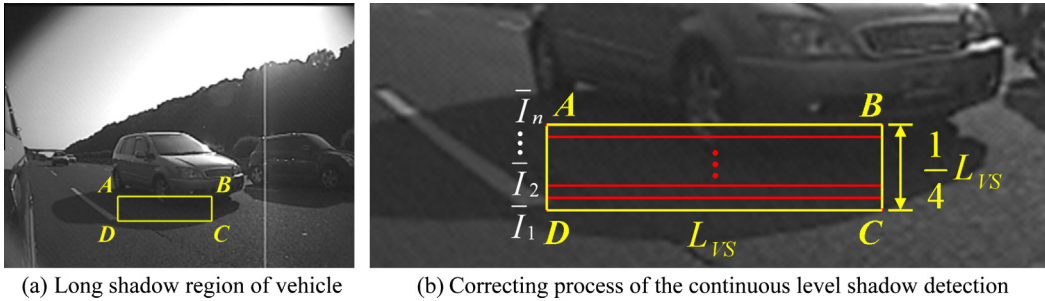 A
B
D
C
(a) Long shadow region of vehicle
Ī_n
A
B
Ī_2
1/4 L_VS
Ī_1
D
L_VS
C
(b) Correcting process of the continuous level shadow detection